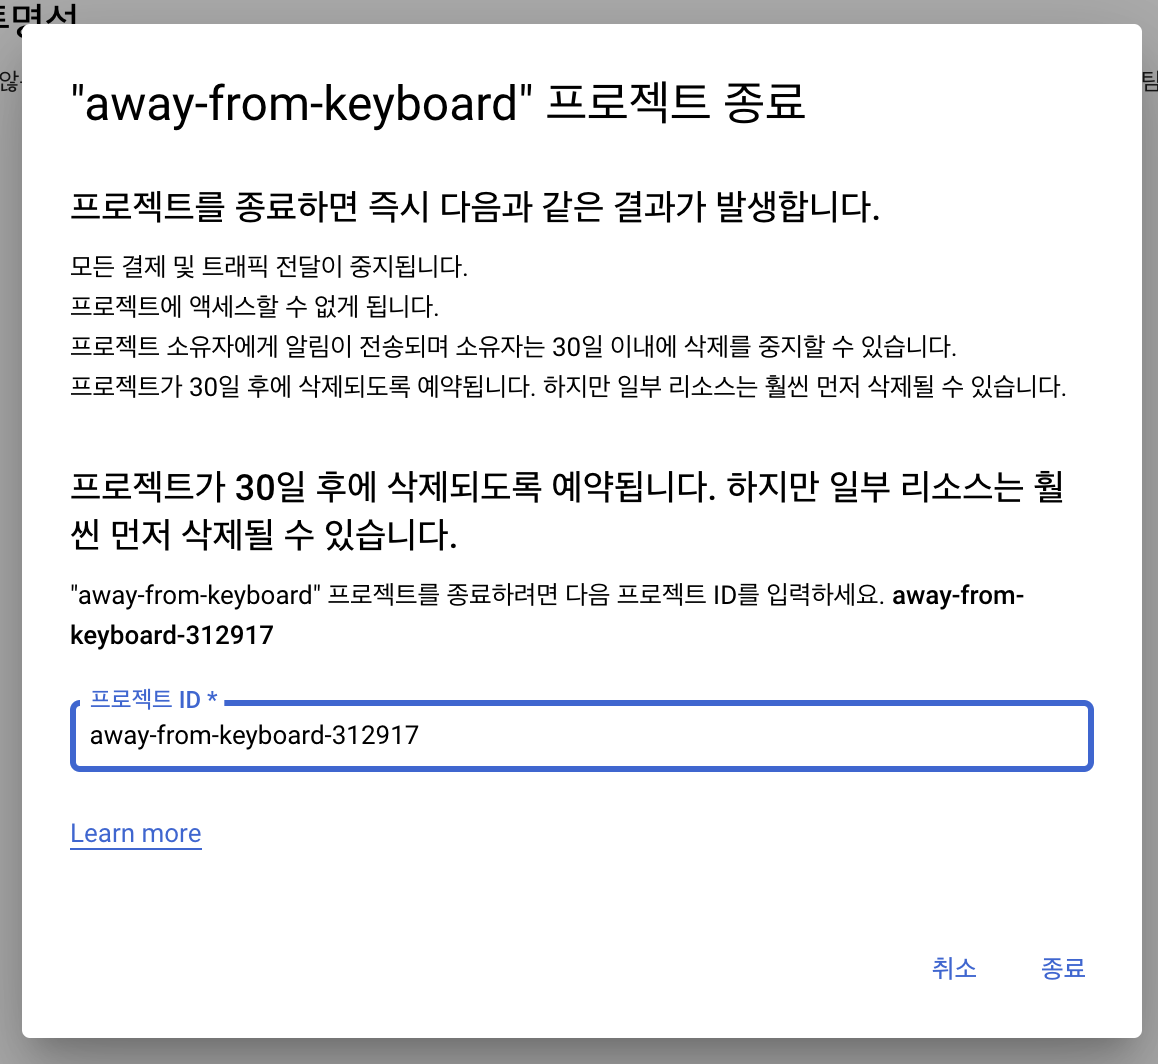 "away-from-keyboard" 프로젝트 종료
프로젝트를 종료하면 즉시 다음과 같은 결과가 발생합니다.
모든 결제 및 트래픽 전달이 중지됩니다.
프로젝트에 액세스할 수 없게 됩니다.
프로젝트 소유자에게 알림이 전송되며 소유자는 30일 이내에 삭제를 중지할 수 있습니다.
프로젝트가 30일 후에 삭제되도록 예약됩니다. 하지만 일부 리소스는 훨씬 먼저 삭제될 수 있습니다.
프로젝트가 30일 후에 삭제되도록 예약됩니다. 하지만 일부 리소스는 훨
씬 먼저 삭제될 수 있습니다.
"away-from-keyboard" 프로젝트를 종료하려면 다음 프로젝트 ID를 입력하세요. away-from-
keyboard-312917
프로젝트 ID *
away-from-keyboard-312917
Learn more
취소 종료